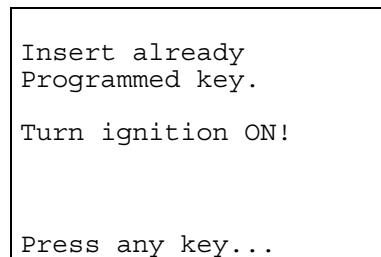 Insert already
Programmed key.
Turn ignition ON!
Press any key...